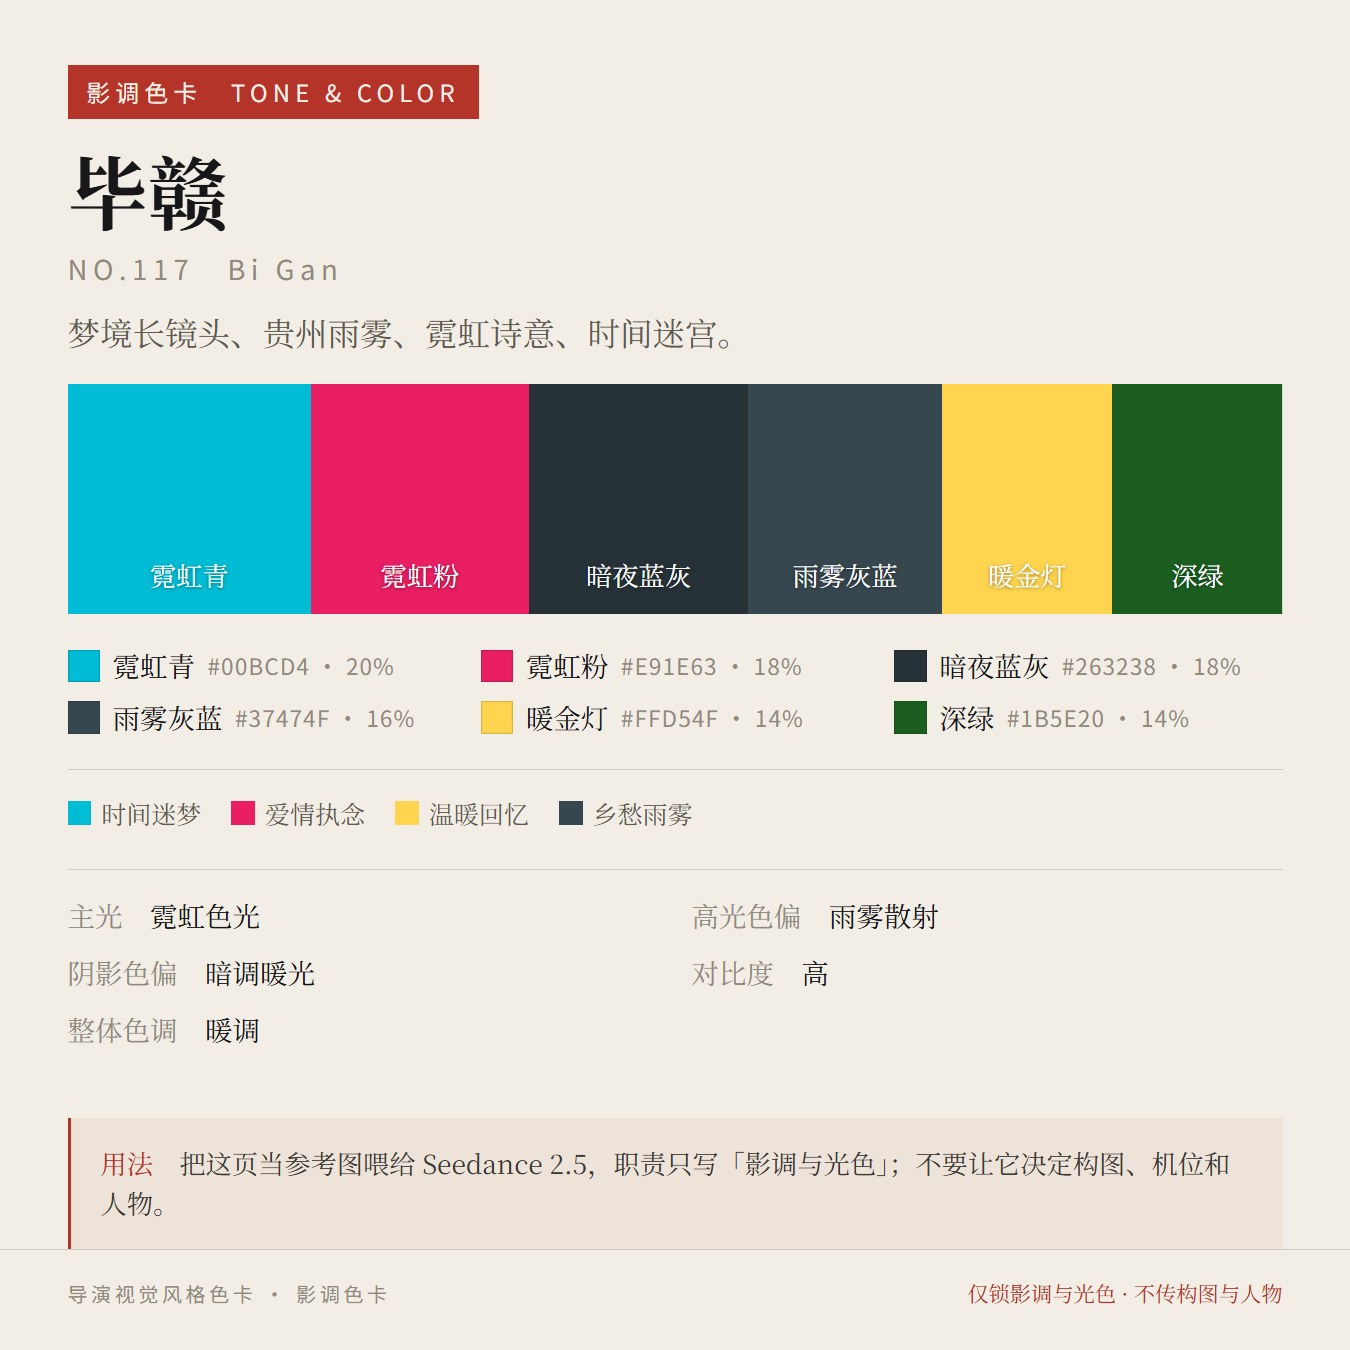 影调色卡 TONE & COLOR
毕赣
NO.117 Bi Gan
梦境长镜头、贵州雨雾、霓虹诗意、时间迷宫。
霓虹青 霓虹粉 暗夜蓝灰 雨雾灰蓝 暖金灯 深绿
霓虹青 #00BCD4 · 20% 霓虹粉 #E91E63 · 18% 暗夜蓝灰 #263238 · 18%
雨雾灰蓝 #37474F · 16% 暖金灯 #FFD54F · 14% 深绿 #1B5E20 · 14%
时间迷梦 爱情执念 温暖回忆 乡愁雨雾
主光 霓虹色光 高光色偏 雨雾散射
阴影色偏 暗调暖光 对比度 高
整体色调 暖调
用法 把这页当参考图喂给 Seedance 2.5，职责只写「影调与光色」；不要让它决定构图、机位和
人物。
导演视觉风格色卡 · 影调色卡 仅锁影调与光色 · 不传构图与人物